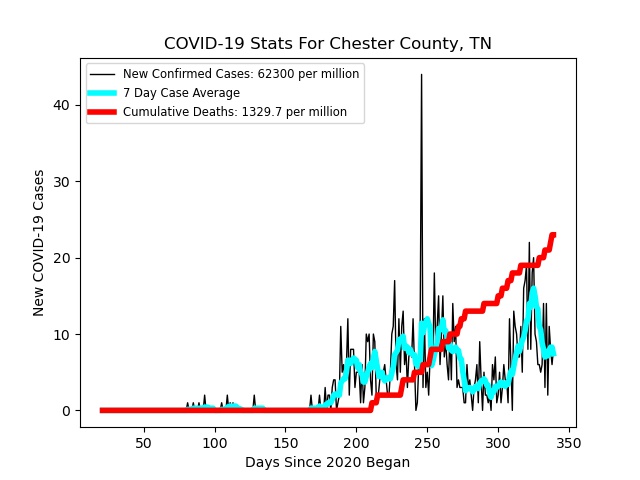 COVID-19 Stats For Chester County, TN
New Confirmed Cases: 62300 per million
7 Day Case Average
Cumulative Deaths: 1329.7 per million
New COVID-19 Cases
40
30
20
10
0
50 100 150 200 250 300 350
Days Since 2020 Began